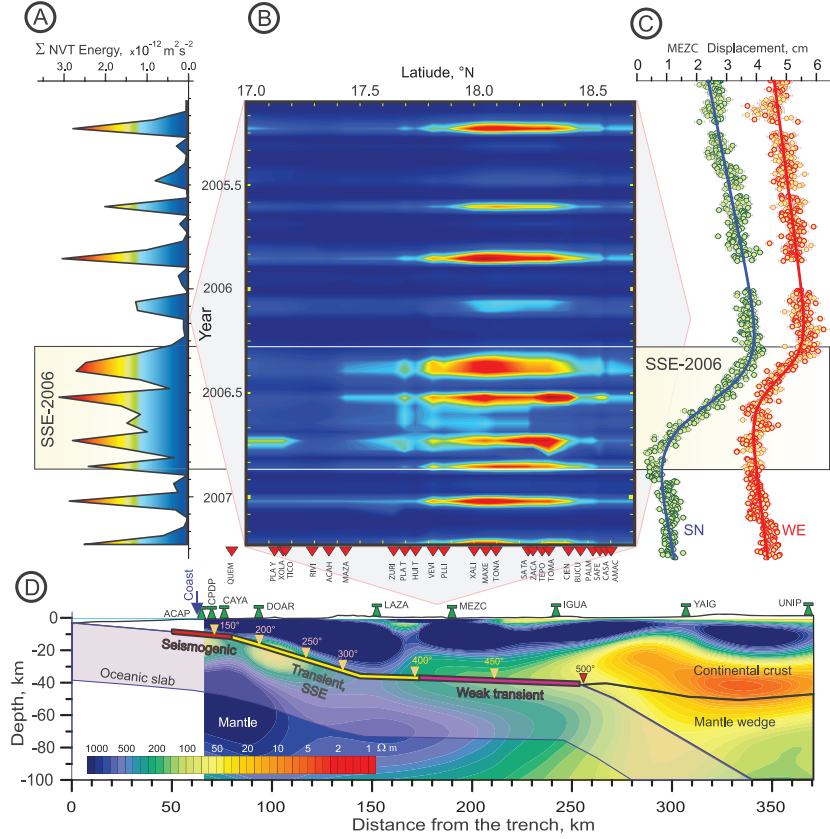 A
B
C
Σ NVT Energy, x10-12 m2s-2
3.0 2.0 1.0 0.0
Latiude, °N
17.0 17.5 18.0 18.5
MEZC Displacement, cm
0 1 2 3 4 5 6
2005.5
2006
Year
2006.5
2007
SSE-2006
SSE-2006
SN
WE
QUEM
PLAY
XOLA
TICO
RIVI
ACAH
MAZA
ZURI
PLAT
HUIT
VEVI
PLLI
XALI
MAXE
TONA
SATA
ZACA
TEPO
TOMA
CIEN
BUCU
PALM
SAFE
CASA
AMAC
D
Coast
ACAP
CPDP
CAYA
DOAR
LAZA
MEZC
IGUA
YAIG
UNIP
Depth, km
0
-20
-40
-60
-80
-100
150°
200°
250°
300°
400°
450°
500°
Seismogenic
Transient, SSE
Weak transient
Oceanic slab
Mantle
Continental crust
Mantle wedge
1000 500 200 100 50 20 10 5 2 1 Ω m
0 50 100 150 200 250 300 350
Distance from the trench, km